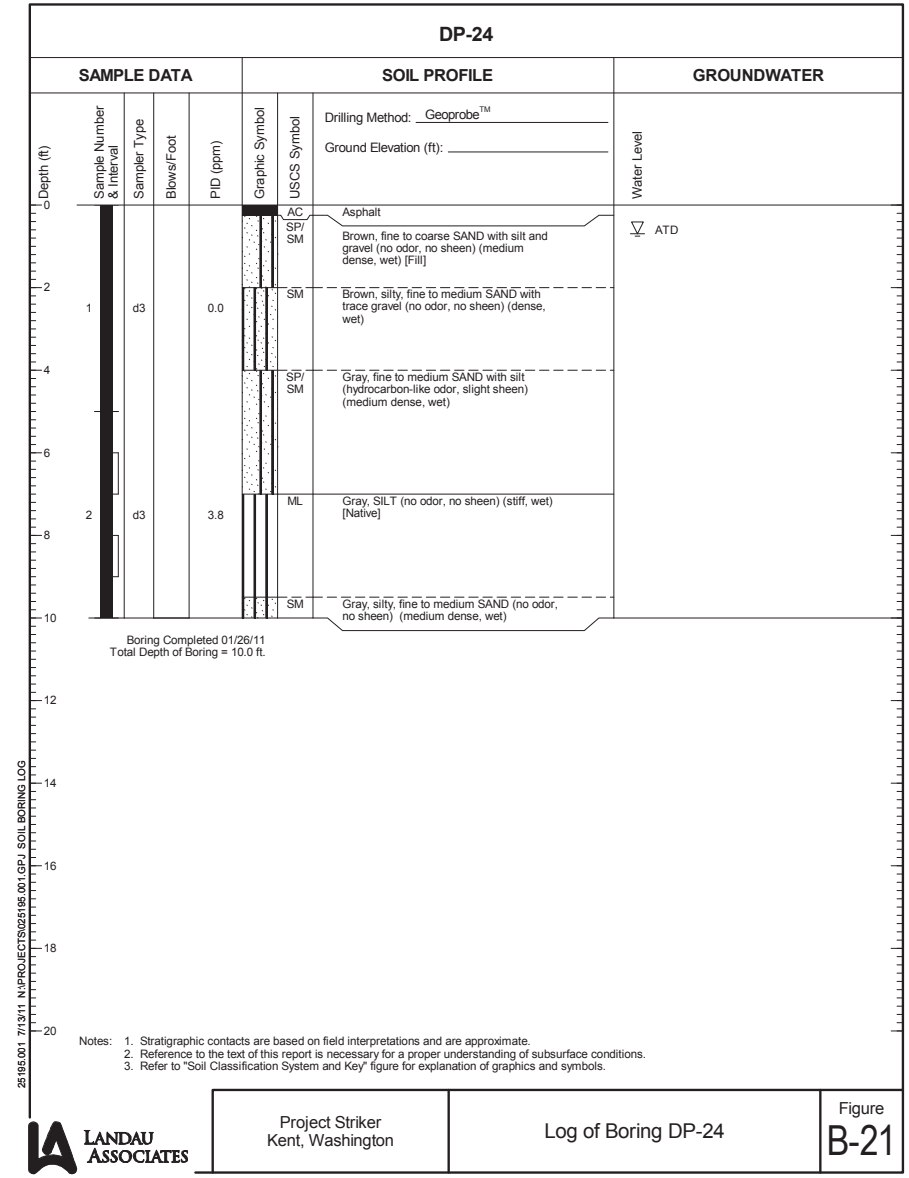 DP-24
SAMPLE DATA
SOIL PROFILE
GROUNDWATER
Depth (ft)
Sample Number
& Interval
Sampler Type
Blows/Foot
PID (ppm)
Graphic Symbol
USCS Symbol
Drilling Method: Geoprobe™
Ground Elevation (ft):
Water Level
0
AC
Asphalt
SP/
SM
Brown, fine to coarse SAND with silt and
gravel (no odor, no sheen) (medium
dense, wet) [Fill]
ATD
2
1
d3
0.0
SM
Brown, silty, fine to medium SAND with
trace gravel (no odor, no sheen) (dense,
wet)
4
SP/
SM
Gray, fine to medium SAND with silt
(hydrocarbon-like odor, slight sheen)
(medium dense, wet)
6
ML
Gray, SILT (no odor, no sheen) (stiff, wet)
[Native]
2
d3
3.8
8
SM
Gray, silty, fine to medium SAND (no odor,
no sheen) (medium dense, wet)
10
Boring Completed 01/26/11
Total Depth of Boring = 10.0 ft.
12
14
16
18
20
25195.001 7/13/11 N:\PROJECTS\025195.001.GPJ SOIL BORING LOG
Notes: 1. Stratigraphic contacts are based on field interpretations and are approximate.
2. Reference to the text of this report is necessary for a proper understanding of subsurface conditions.
3. Refer to "Soil Classification System and Key" figure for explanation of graphics and symbols.
LA LANDAU
ASSOCIATES
Project Striker
Kent, Washington
Log of Boring DP-24
Figure
B-21